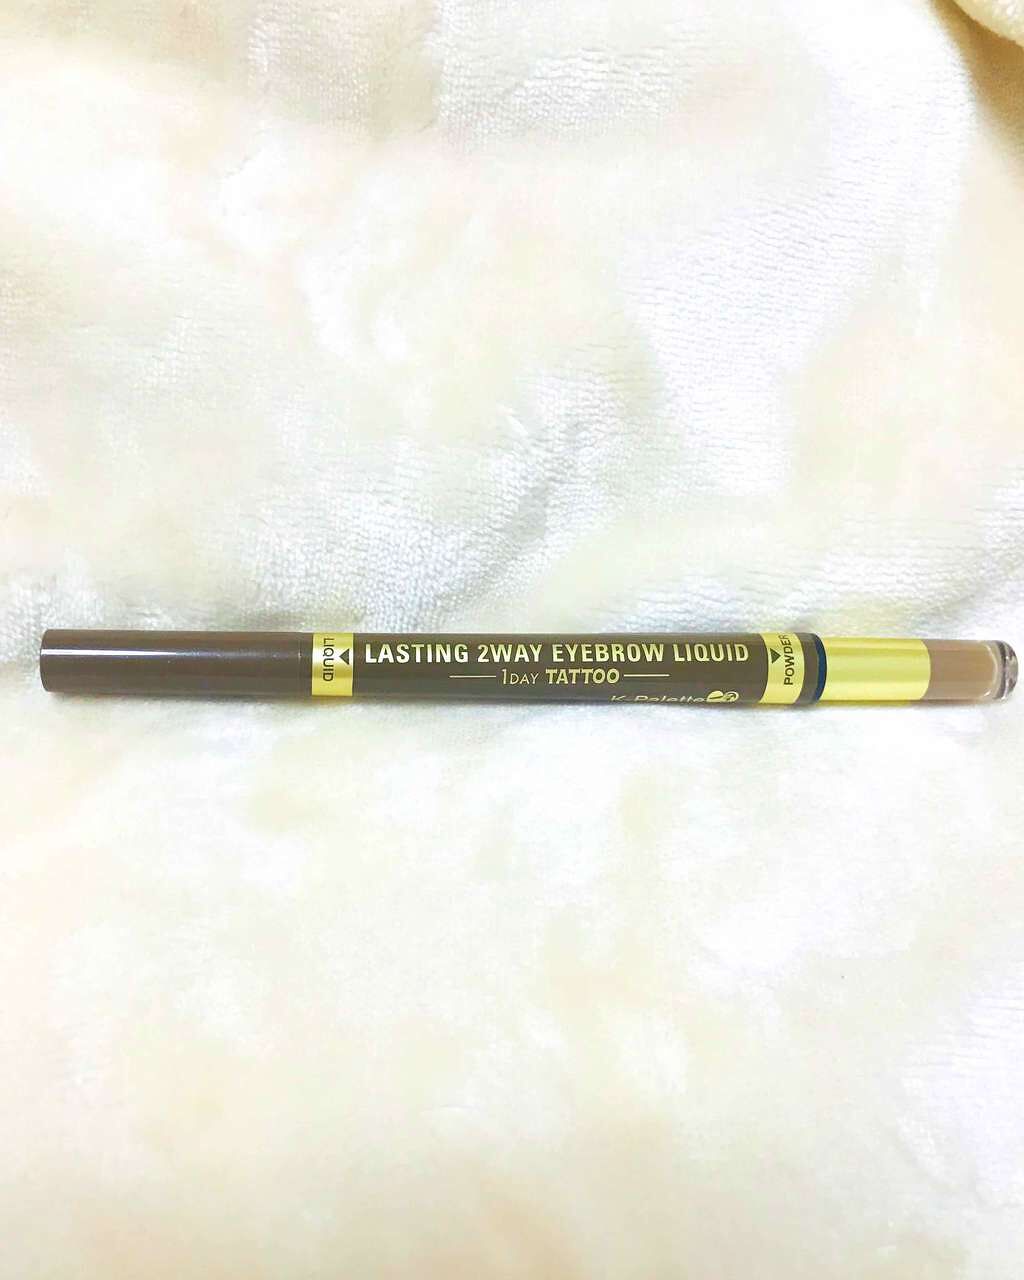 LIQUID
LASTING 2WAY EYEBROW LIQUID
1DAY TATTOO
K-Palette
POWDER